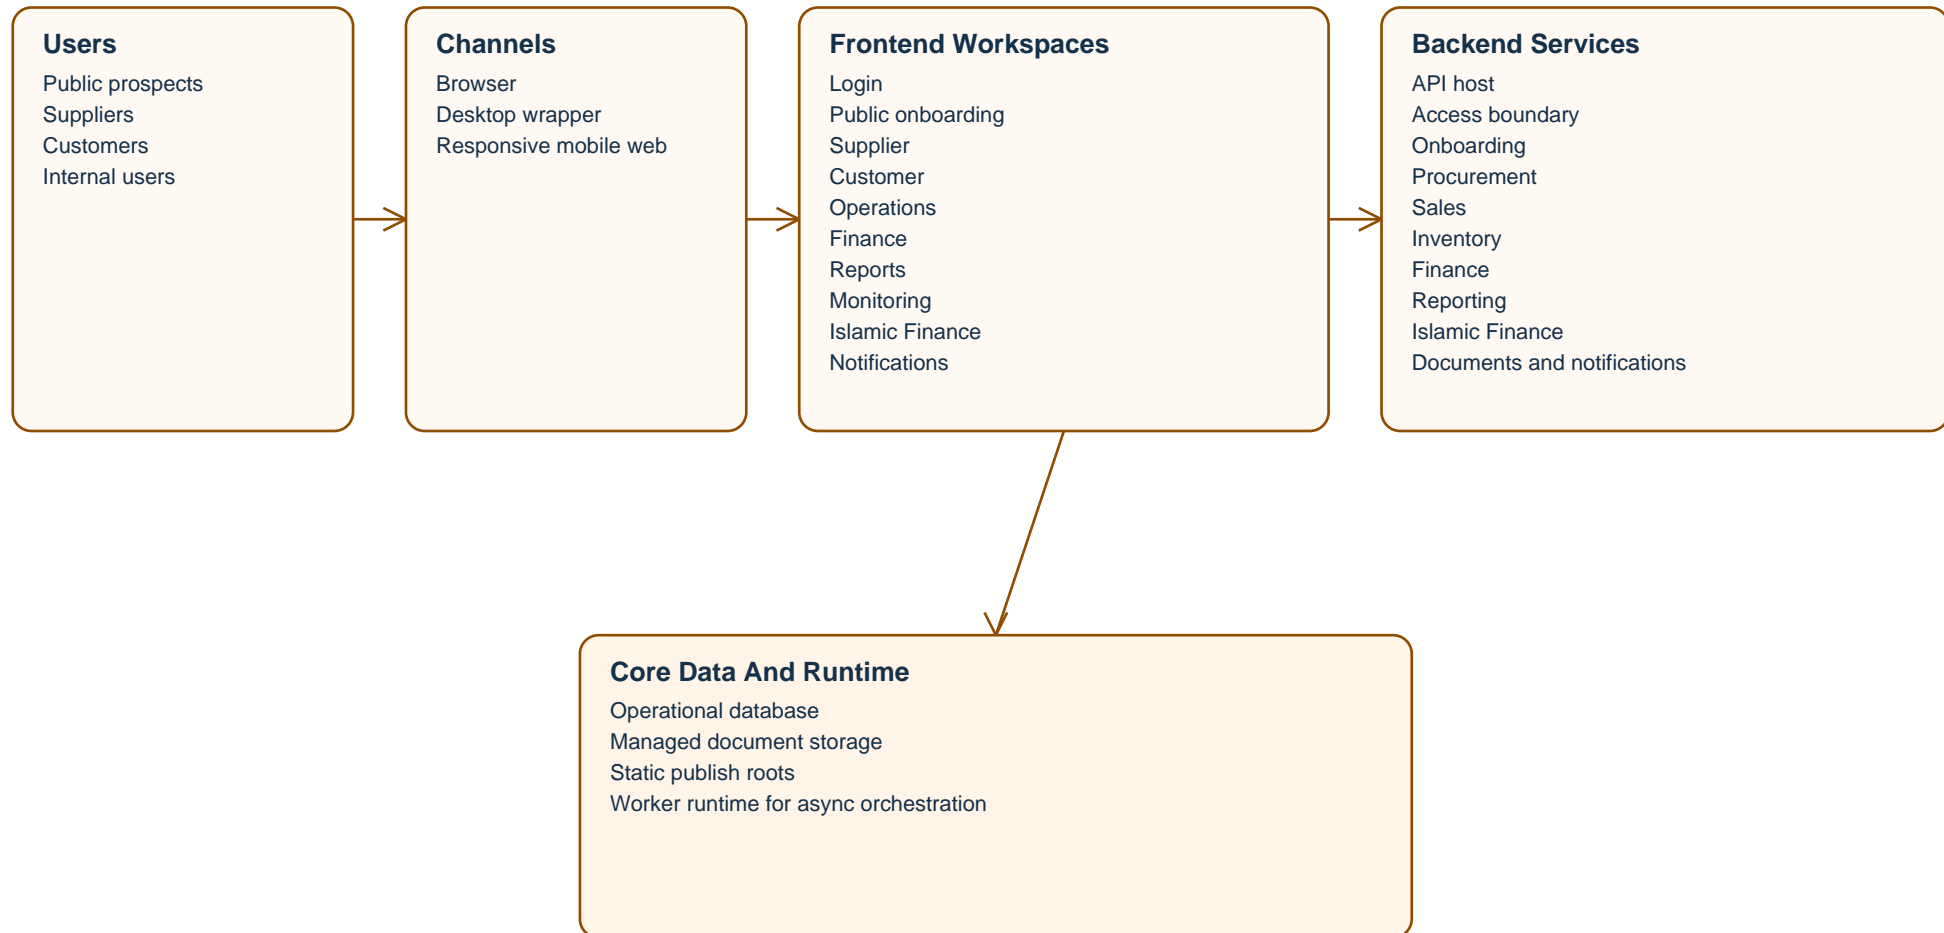 Users
Public prospects
Suppliers
Customers
Internal users
Channels
Browser
Desktop wrapper
Responsive mobile web
Frontend Workspaces
Login
Public onboarding
Supplier
Customer
Operations
Finance
Reports
Monitoring
Islamic Finance
Notifications
Backend Services
API host
Access boundary
Onboarding
Procurement
Sales
Inventory
Finance
Reporting
Islamic Finance
Documents and notifications
Core Data And Runtime
Operational database
Managed document storage
Static publish roots
Worker runtime for async orchestration